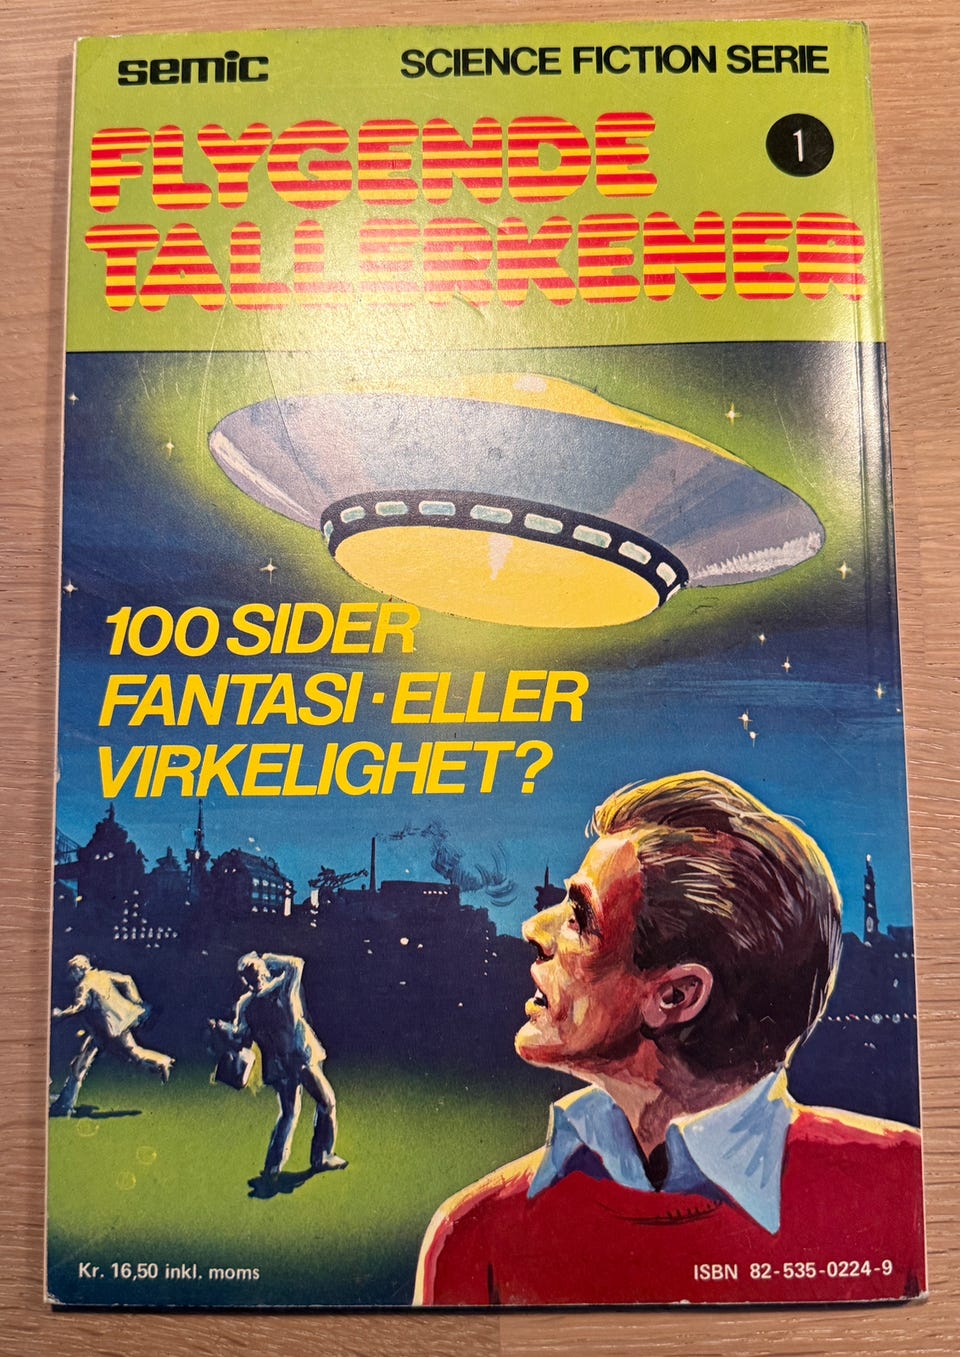 semic
SCIENCE FICTION SERIE
FLYGENDE
1
TALLERKENER
100 SIDER
FANTASI · ELLER
VIRKELIGHET?
Kr. 16,50 inkl. moms
ISBN 82-535-0224-9